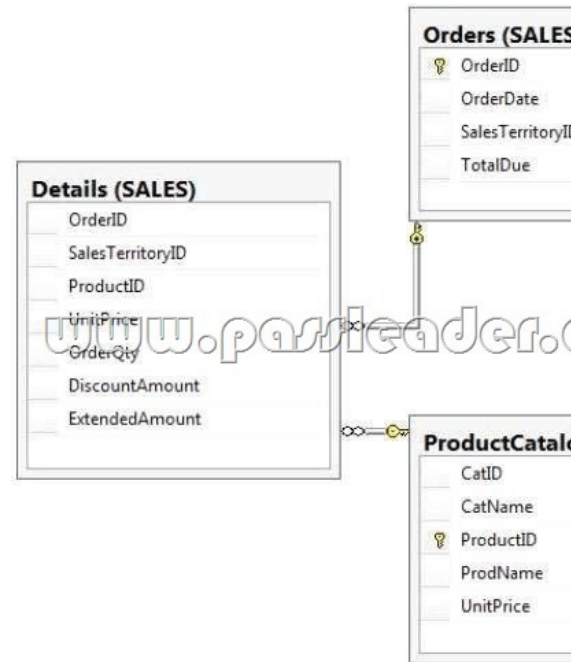 Orders (SALES
OrderID
OrderDate
SalesTerritoryID
TotalDue
Details (SALES)
OrderID
SalesTerritoryID
ProductID
UnitPrice
OrderQty
DiscountAmount
ExtendedAmount
www.passleader.c
ProductCatalo
CatID
CatName
ProductID
ProdName
UnitPrice